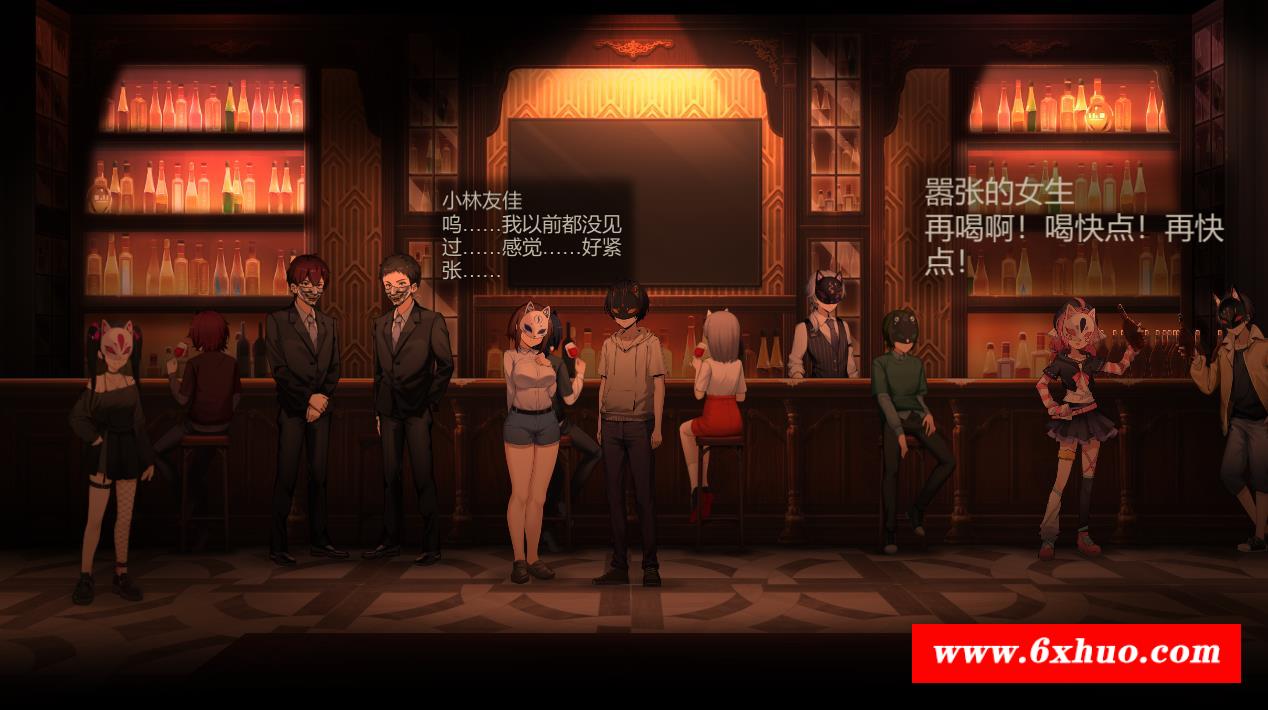 小林友佳
呜……我以前都没见
过……感觉……好紧
张……
嚣张的女生
再喝啊！喝快点！再快
点！
www.6xhuo.com